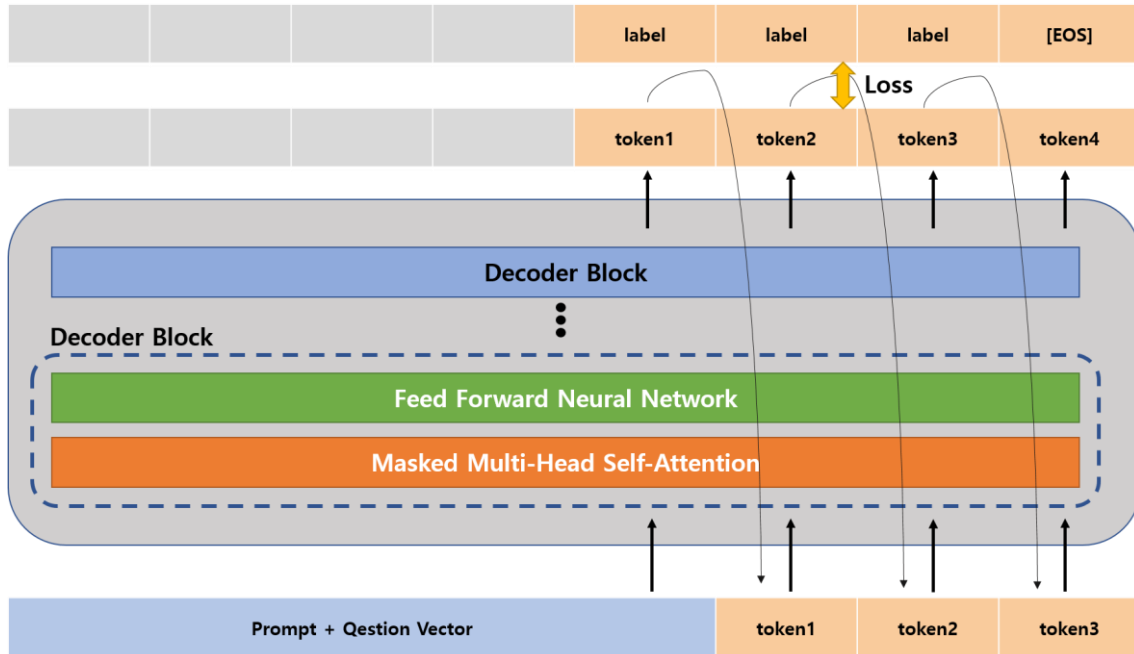 label label label [EOS]
Loss
token1 token2 token3 token4
Decoder Block
Decoder Block
Feed Forward Neural Network
Masked Multi-Head Self-Attention
Prompt + Qestion Vector token1 token2 token3